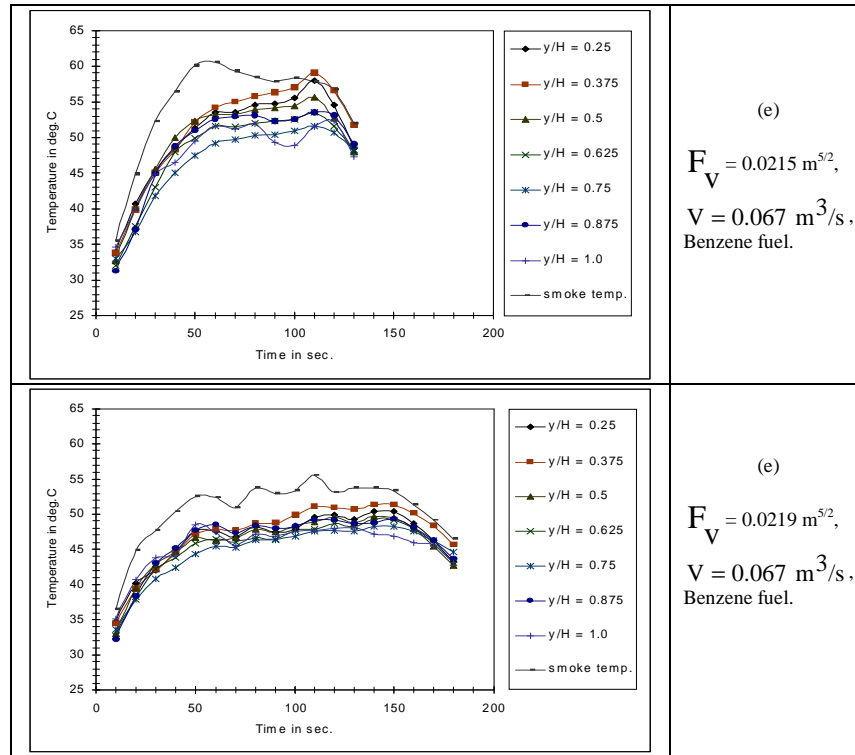 65
60
55
50
45
40
35
30
25
Temperature in deg. C
0 50 100 150 200
Time in sec.
y/H = 0.25
y/H = 0.375
y/H = 0.5
y/H = 0.625
y/H = 0.75
y/H = 0.875
y/H = 1.0
smoke temp.
(e)
Fv = 0.0215 m^5/2,
V = 0.067 m^3/s,
Benzene fuel.
65
60
55
50
45
40
35
30
25
Temperature in deg. C
0 50 100 150 200
Time in sec.
y/H = 0.25
y/H = 0.375
y/H = 0.5
y/H = 0.625
y/H = 0.75
y/H = 0.875
y/H = 1.0
smoke temp.
(e)
Fv = 0.0219 m^5/2,
V = 0.067 m^3/s,
Benzene fuel.